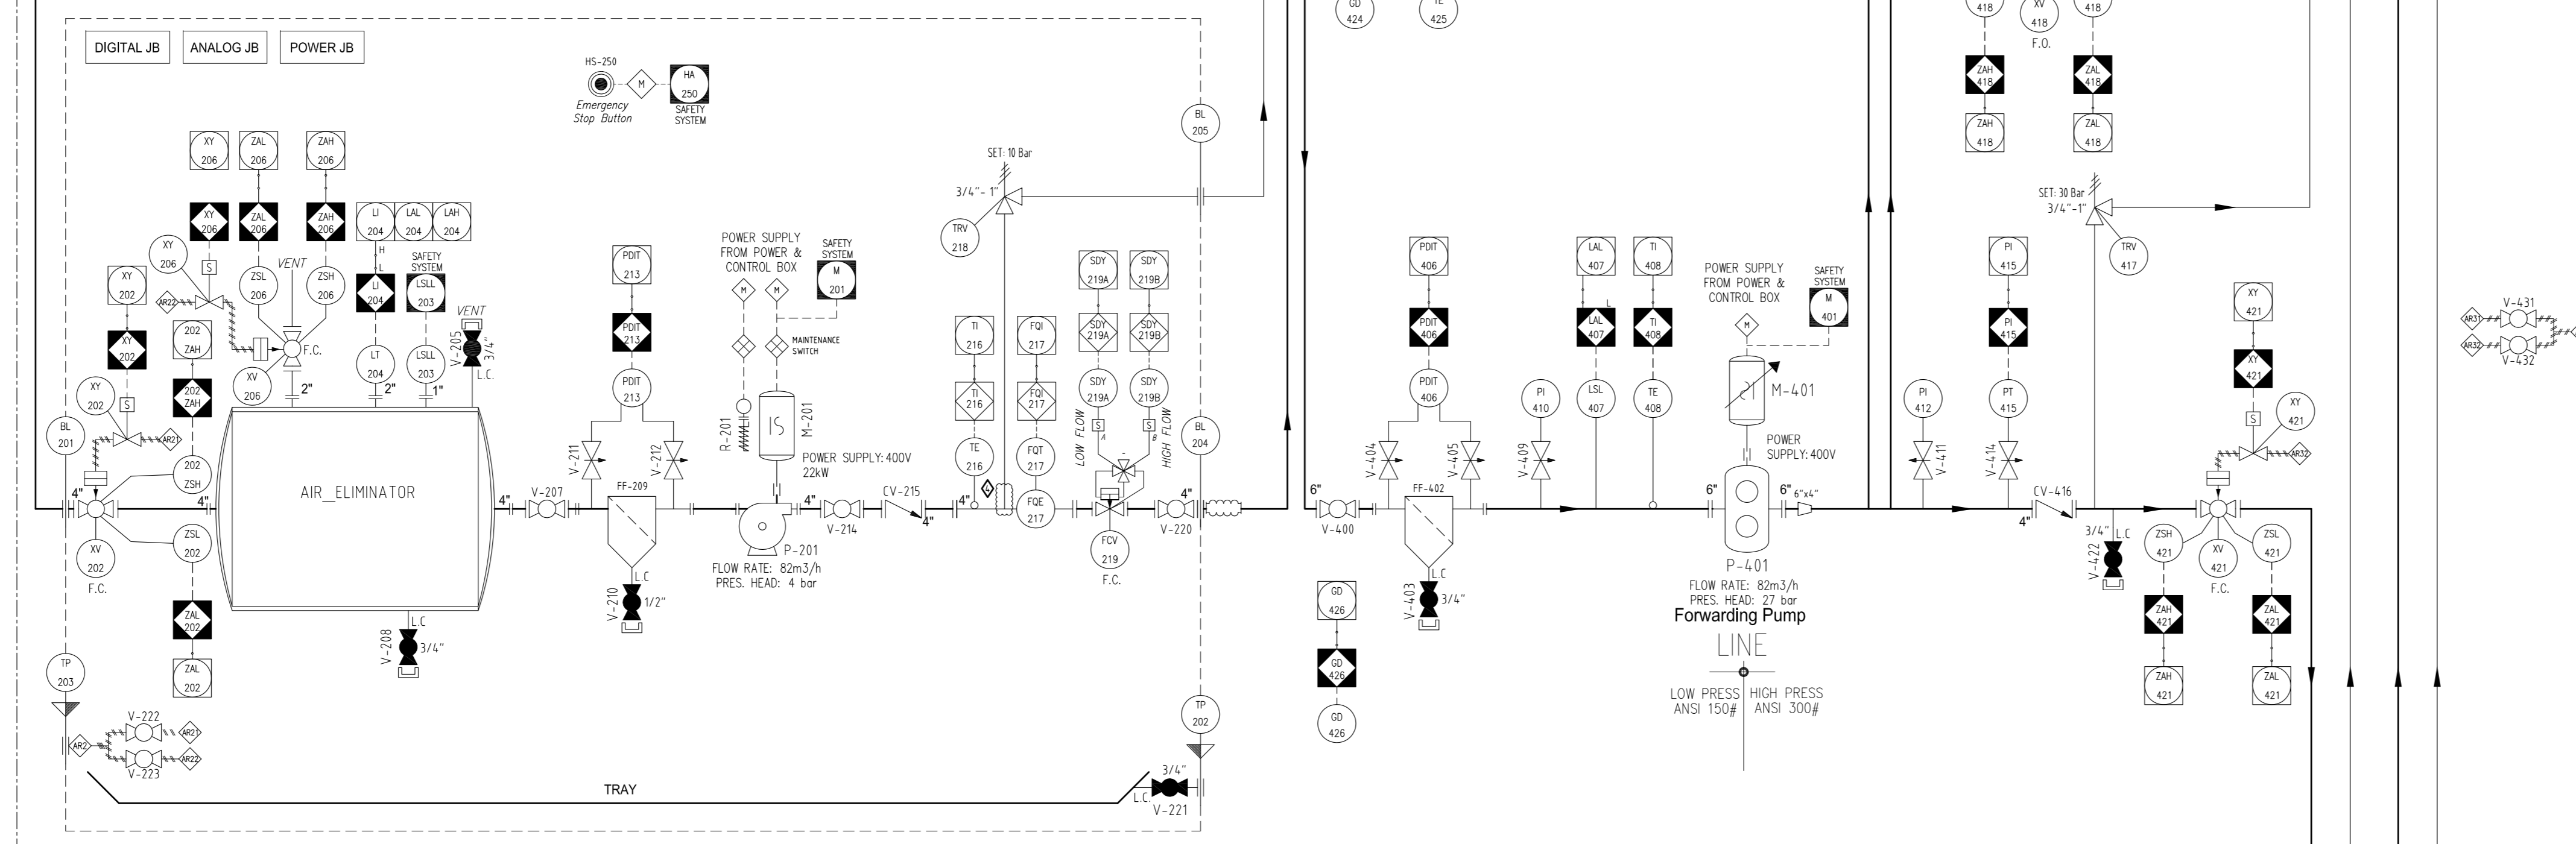 DIGITAL JB
ANALOG JB
POWER JB
HS-250
Emergency
Stop Button
M
HA
250
SAFETY
SYSTEM
BL
205
GD
424
TE
425
418
XV
418
F.O.
418
ZAH
418
ZAL
418
ZAH
418
ZAL
418
XY
206
ZAL
206
ZAH
206
XY
206
ZAL
206
ZAH
206
LI
204
LAL
204
LAH
204
H
L
LI
204
LT
204
2"
SAFETY
SYSTEM
LSLL
203
LSLL
203
1"
VENT
V-205
3/4"
L.C.
XY
206
S
AR22
ZSL
206
VENT
ZSH
206
F.C.
XV
206
2"
XY
202
XY
202
XY
202
S
AR21
202
ZAH
202
ZAH
202
ZSH
BL
201
4"
4"
XV
202
F.C.
ZSL
202
ZAL
202
ZAL
202
AIR_ELIMINATOR
L.C
V-208
3/4"
TP
203
AR2
V-222
AR21
V-223
AR22
TRAY
4"
V-207
V-211
V-212
PDIT
213
PDIT
213
PDIT
213
FF-209
L.C
V-210
1/2"
POWER SUPPLY
FROM POWER &
CONTROL BOX
M
M
SAFETY
SYSTEM
M
201
MAINTENANCE
SWITCH
R-201
M-201
POWER SUPPLY: 400V
22kW
P-201
FLOW RATE: 82m3/h
PRES. HEAD: 4 bar
4"
V-214
CV-215
4"
4"
SET: 10 Bar
3/4"- 1"
TRV
218
TI
216
TI
216
TE
216
4
FQI
217
FQI
217
FQT
217
FQE
217
SDY
219A
SDY
219B
SDY
219A
SDY
219B
SDY
219A
SDY
219B
S
A
S
B
LOW FLOW
HIGH FLOW
FCV
219
F.C.
V-220
4"
BL
204
TP
202
3/4"
L.C.
V-221
6"
V-400
V-404
V-405
PDIT
406
PDIT
406
PDIT
406
FF-402
L.C
V-403
3/4"
GD
426
GD
426
GD
426
PI
410
V-409
LAL
407
L
LAL
407
LSL
407
TI
408
TI
408
TE
408
POWER SUPPLY
FROM POWER &
CONTROL BOX
M
SAFETY
SYSTEM
M
401
M-401
POWER
SUPPLY: 400V
6"
6"
6"x4"
P-401
FLOW RATE: 82m3/h
PRES. HEAD: 27 bar
Forwarding Pump
LINE
LOW PRESS
ANSI 150#
HIGH PRESS
ANSI 300#
PI
412
V-411
PI
415
PI
415
PT
415
V-414
CV-416
4"
SET: 30 Bar
3/4"-1"
TRV
417
3/4"
L.C
V-422
XY
421
XY
421
XY
421
S
AR32
ZSH
421
XV
421
F.C.
ZSL
421
ZAH
421
ZAL
421
ZAH
421
ZAL
421
V-431
AR31
AR32
V-432